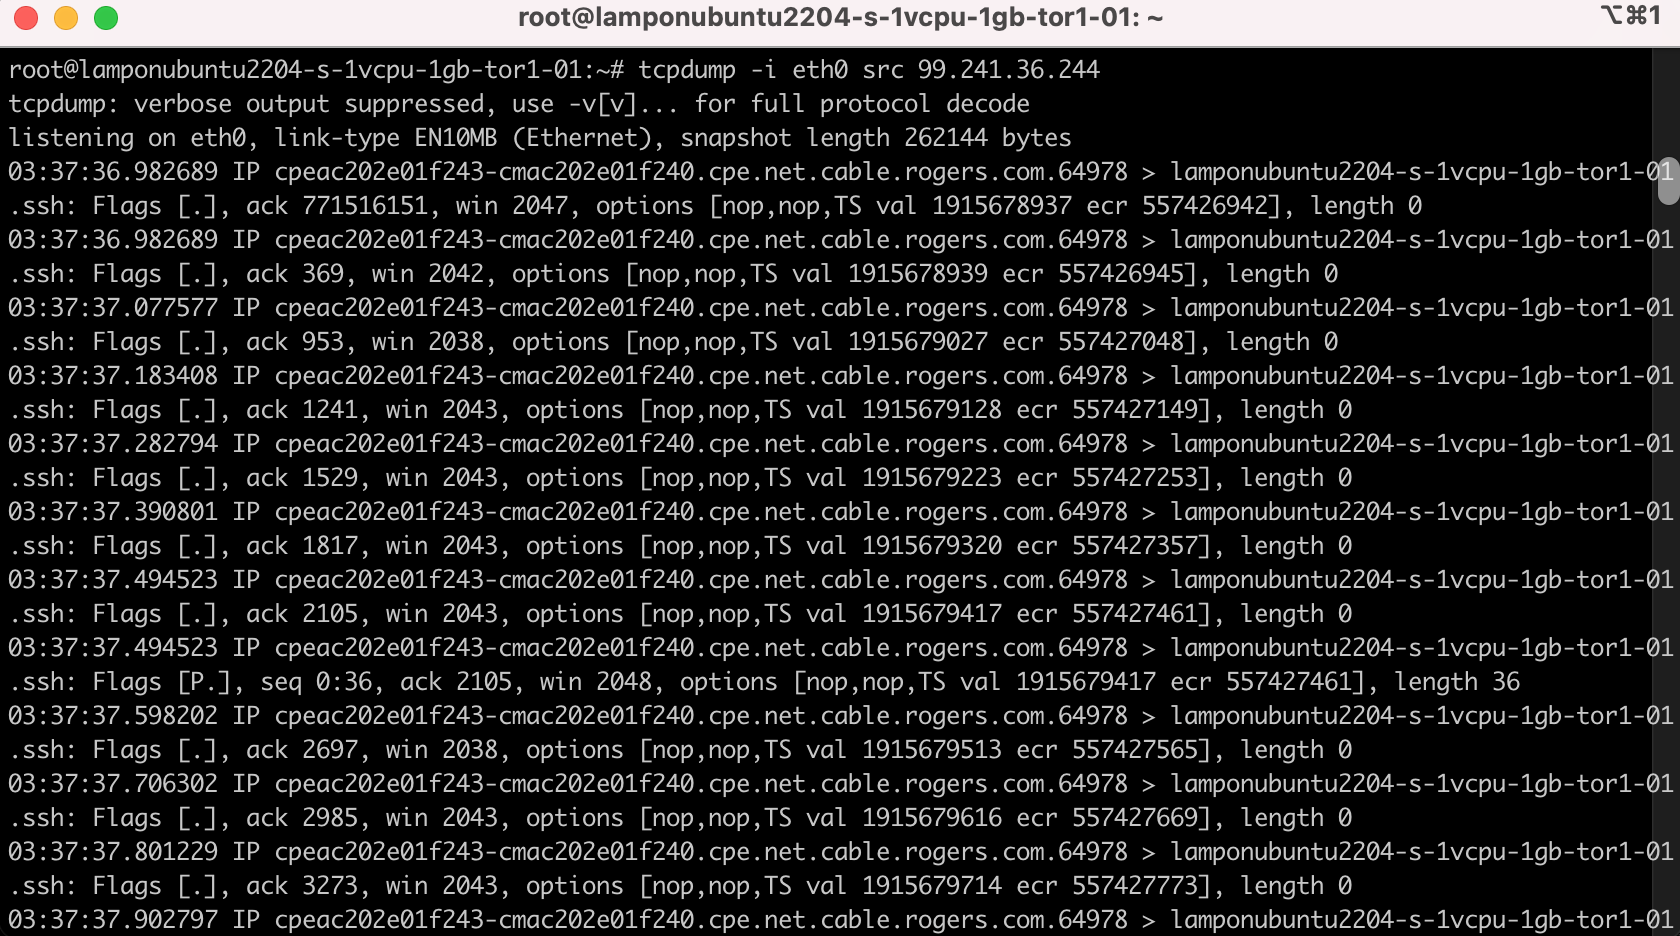 root@lamponubuntu2204-s-1vcpu-1gb-tor1-01: ~
⌥⌘1
root@lamponubuntu2204-s-1vcpu-1gb-tor1-01:~# tcpdump -i eth0 src 99.241.36.244
tcpdump: verbose output suppressed, use -v[v]... for full protocol decode
listening on eth0, link-type EN10MB (Ethernet), snapshot length 262144 bytes
03:37:36.982689 IP cpeac202e01f243-cmac202e01f240.cpe.net.cable.rogers.com.64978 > lamponubuntu2204-s-1vcpu-1gb-tor1-01
.ssh: Flags [.], ack 771516151, win 2047, options [nop,nop,TS val 1915678937 ecr 557426942], length 0
03:37:36.982689 IP cpeac202e01f243-cmac202e01f240.cpe.net.cable.rogers.com.64978 > lamponubuntu2204-s-1vcpu-1gb-tor1-01
.ssh: Flags [.], ack 369, win 2042, options [nop,nop,TS val 1915678939 ecr 557426945], length 0
03:37:37.077577 IP cpeac202e01f243-cmac202e01f240.cpe.net.cable.rogers.com.64978 > lamponubuntu2204-s-1vcpu-1gb-tor1-01
.ssh: Flags [.], ack 953, win 2038, options [nop,nop,TS val 1915679027 ecr 557427048], length 0
03:37:37.183408 IP cpeac202e01f243-cmac202e01f240.cpe.net.cable.rogers.com.64978 > lamponubuntu2204-s-1vcpu-1gb-tor1-01
.ssh: Flags [.], ack 1241, win 2043, options [nop,nop,TS val 1915679128 ecr 557427149], length 0
03:37:37.282794 IP cpeac202e01f243-cmac202e01f240.cpe.net.cable.rogers.com.64978 > lamponubuntu2204-s-1vcpu-1gb-tor1-01
.ssh: Flags [.], ack 1529, win 2043, options [nop,nop,TS val 1915679223 ecr 557427253], length 0
03:37:37.390801 IP cpeac202e01f243-cmac202e01f240.cpe.net.cable.rogers.com.64978 > lamponubuntu2204-s-1vcpu-1gb-tor1-01
.ssh: Flags [.], ack 1817, win 2043, options [nop,nop,TS val 1915679320 ecr 557427357], length 0
03:37:37.494523 IP cpeac202e01f243-cmac202e01f240.cpe.net.cable.rogers.com.64978 > lamponubuntu2204-s-1vcpu-1gb-tor1-01
.ssh: Flags [.], ack 2105, win 2043, options [nop,nop,TS val 1915679417 ecr 557427461], length 0
03:37:37.494523 IP cpeac202e01f243-cmac202e01f240.cpe.net.cable.rogers.com.64978 > lamponubuntu2204-s-1vcpu-1gb-tor1-01
.ssh: Flags [P.], seq 0:36, ack 2105, win 2048, options [nop,nop,TS val 1915679417 ecr 557427461], length 36
03:37:37.598202 IP cpeac202e01f243-cmac202e01f240.cpe.net.cable.rogers.com.64978 > lamponubuntu2204-s-1vcpu-1gb-tor1-01
.ssh: Flags [.], ack 2697, win 2038, options [nop,nop,TS val 1915679513 ecr 557427565], length 0
03:37:37.706302 IP cpeac202e01f243-cmac202e01f240.cpe.net.cable.rogers.com.64978 > lamponubuntu2204-s-1vcpu-1gb-tor1-01
.ssh: Flags [.], ack 2985, win 2043, options [nop,nop,TS val 1915679616 ecr 557427669], length 0
03:37:37.801229 IP cpeac202e01f243-cmac202e01f240.cpe.net.cable.rogers.com.64978 > lamponubuntu2204-s-1vcpu-1gb-tor1-01
.ssh: Flags [.], ack 3273, win 2043, options [nop,nop,TS val 1915679714 ecr 557427773], length 0
03:37:37.902797 IP cpeac202e01f243-cmac202e01f240.cpe.net.cable.rogers.com.64978 > lamponubuntu2204-s-1vcpu-1gb-tor1-01